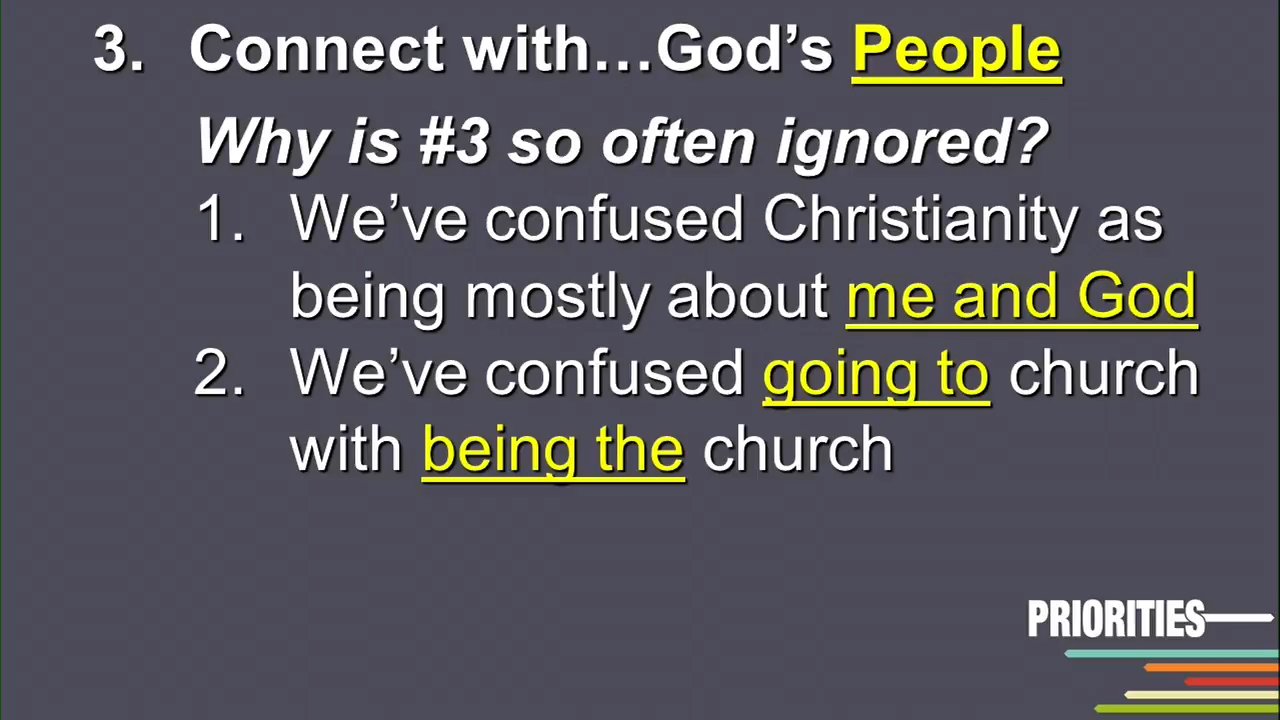 3. Connect with…God’s People
Why is #3 so often ignored?
1. We’ve confused Christianity as
being mostly about me and God
2. We’ve confused going to church
with being the church
PRIORITIES